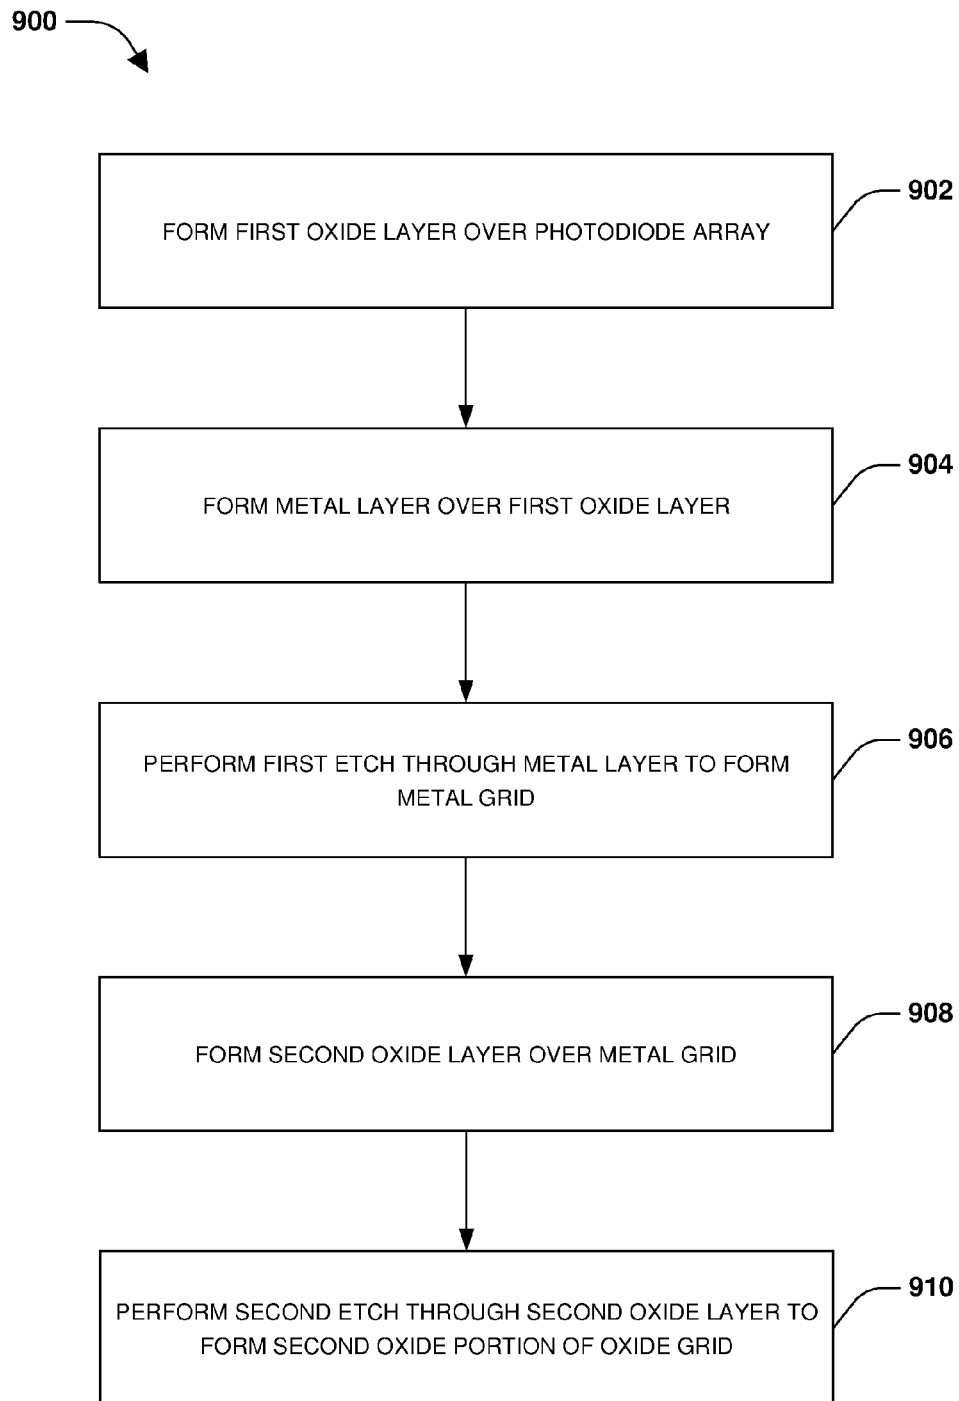 900
902
FORM FIRST OXIDE LAYER OVER PHOTODIODE ARRAY
904
FORM METAL LAYER OVER FIRST OXIDE LAYER
906
PERFORM FIRST ETCH THROUGH METAL LAYER TO FORM
METAL GRID
908
FORM SECOND OXIDE LAYER OVER METAL GRID
910
PERFORM SECOND ETCH THROUGH SECOND OXIDE LAYER TO
FORM SECOND OXIDE PORTION OF OXIDE GRID